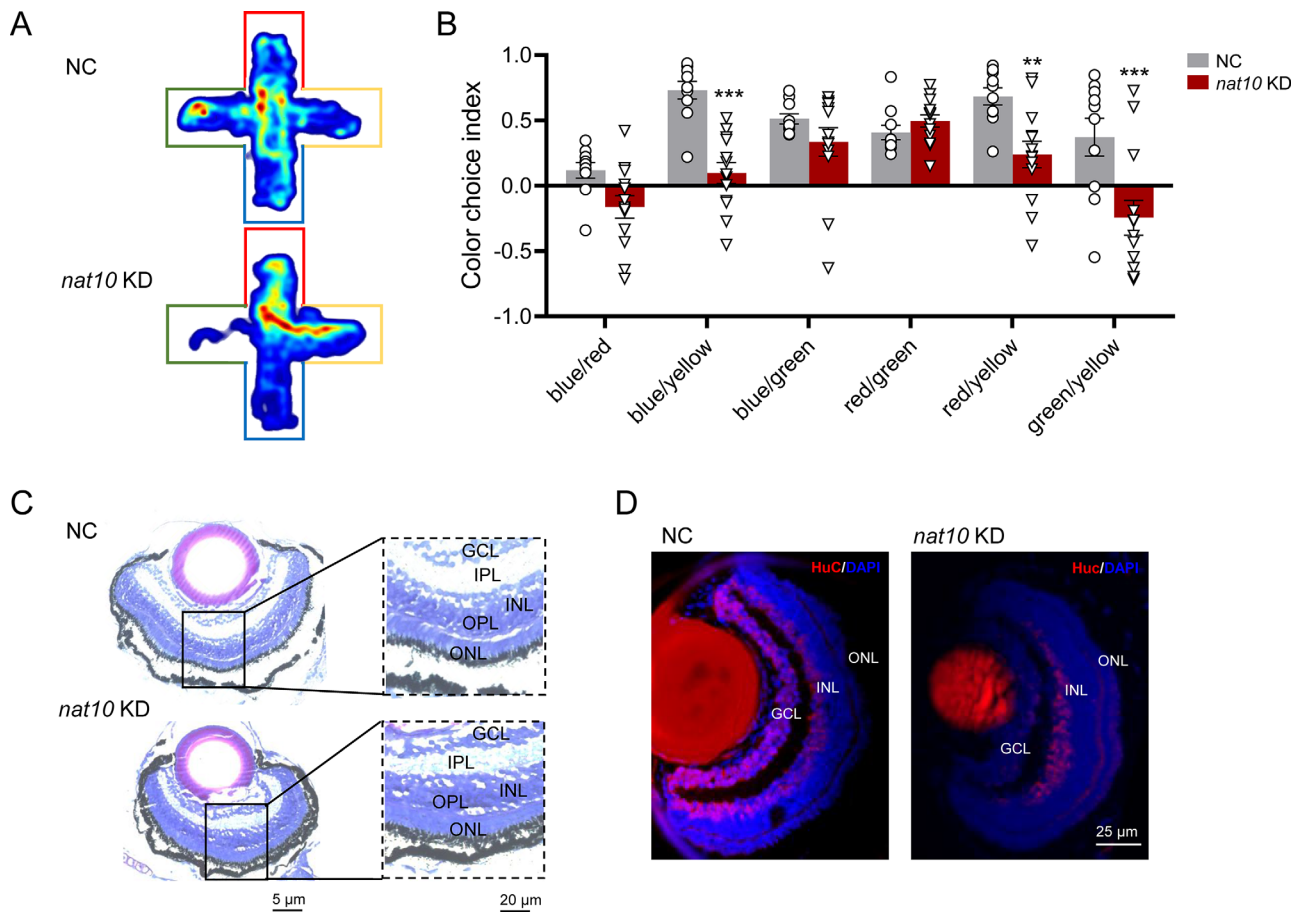 A
NC
nat10 KD
B
Color choice index
1.0
0.5
0.0
-0.5
-1.0
***
**
***
NC
nat10 KD
blue/red
blue/yellow
blue/green
red/green
red/yellow
green/yellow
C
NC
GCL
IPL
INL
OPL
ONL
nat10 KD
GCL
IPL
INL
OPL
ONL
5 µm
20 µm
D
NC
HuC/DAPI
ONL
INL
GCL
nat10 KD
Huc/DAPI
ONL
INL
GCL
25 µm